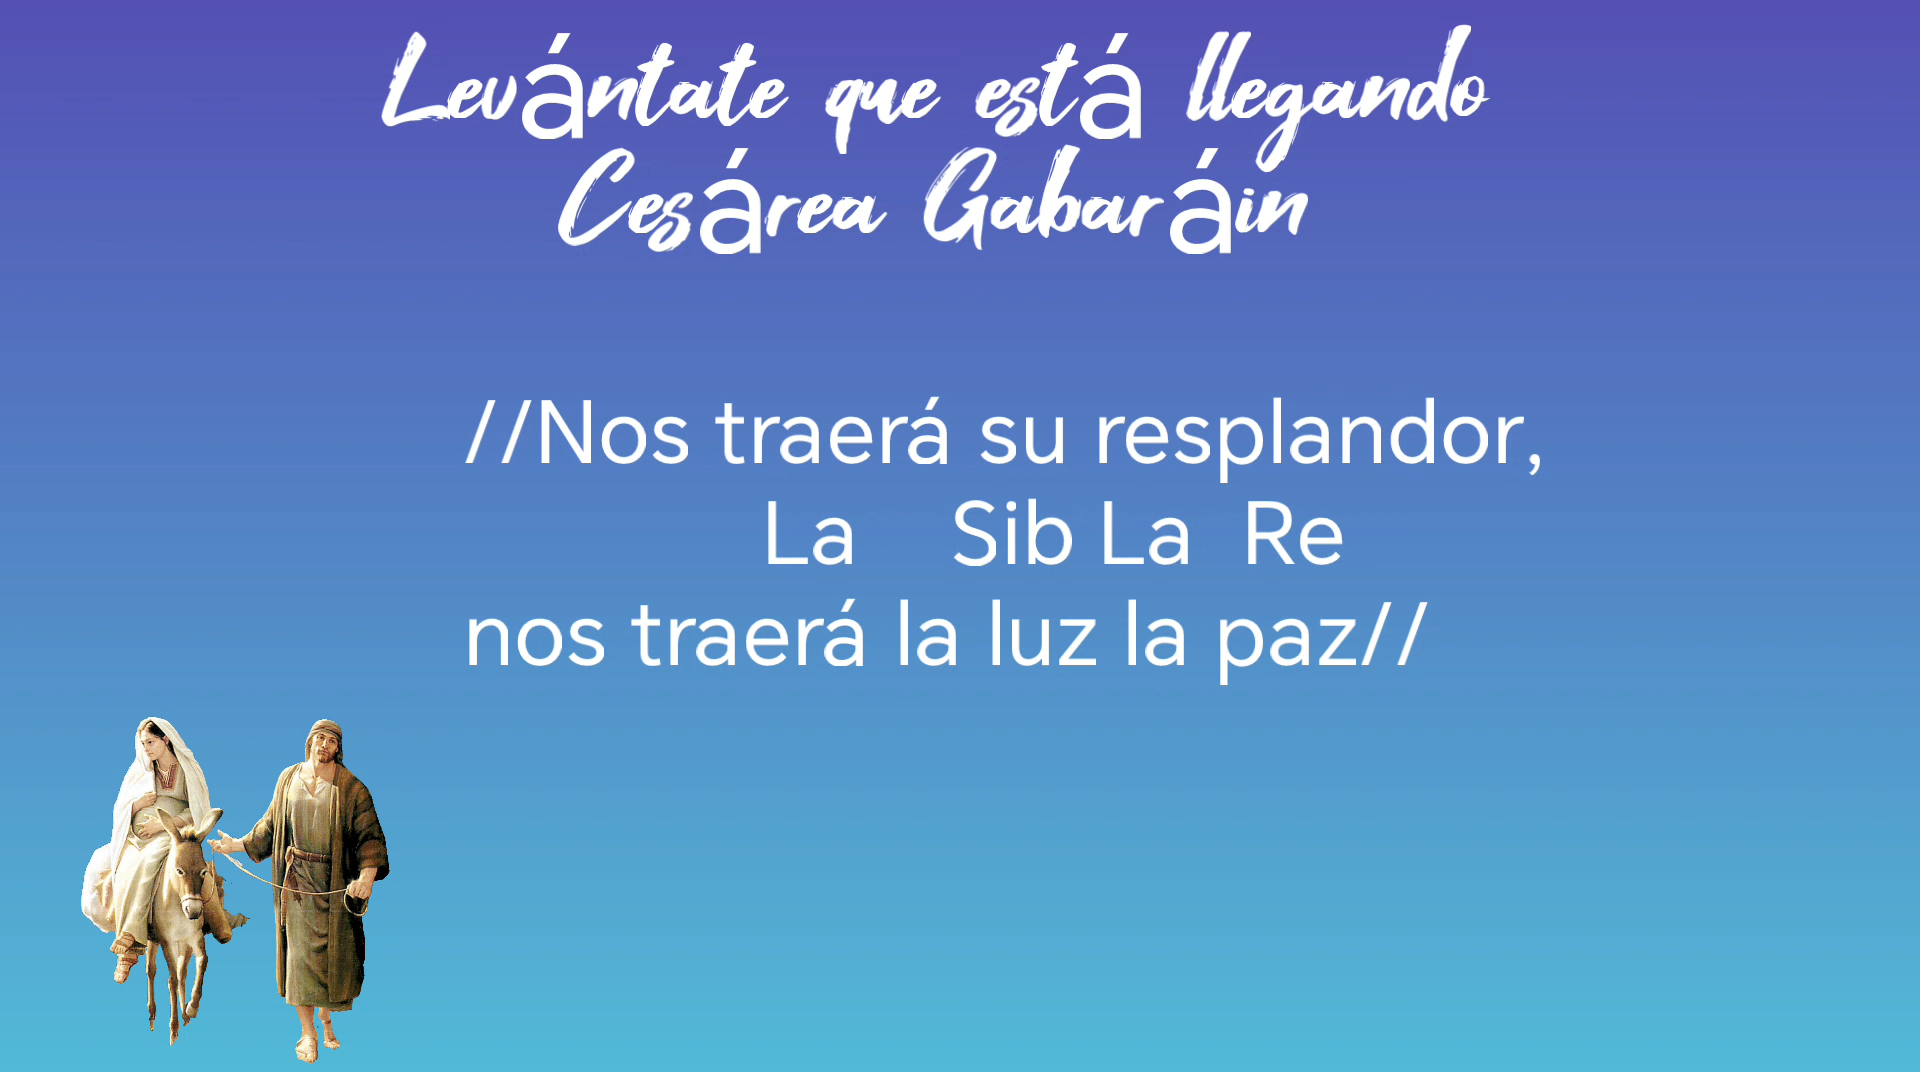 Levántate que está llegando
Cesárea Gabaráin
//Nos traerá su resplandor,
La Sib La Re
nos traerá la luz la paz//